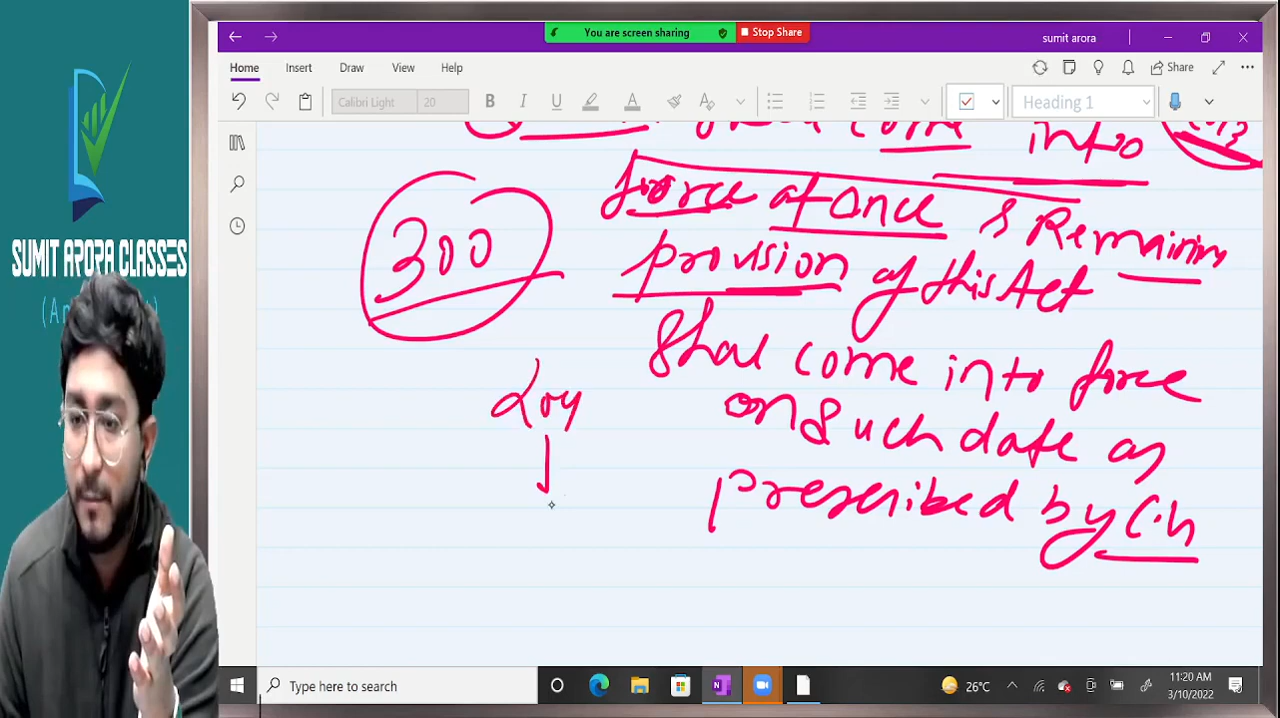 You are screen sharing
Stop Share
sumit arora
Home Insert Draw View Help
Share
Calibri Light 20
B I U A
Heading 1
come into
force at once & Remaining
provision of this Act
Shall come into force
on such date as
prescribed by C.G
300
SUMIT ARORA CLASSES
Type here to search
26°C
11:20 AM
3/10/2022